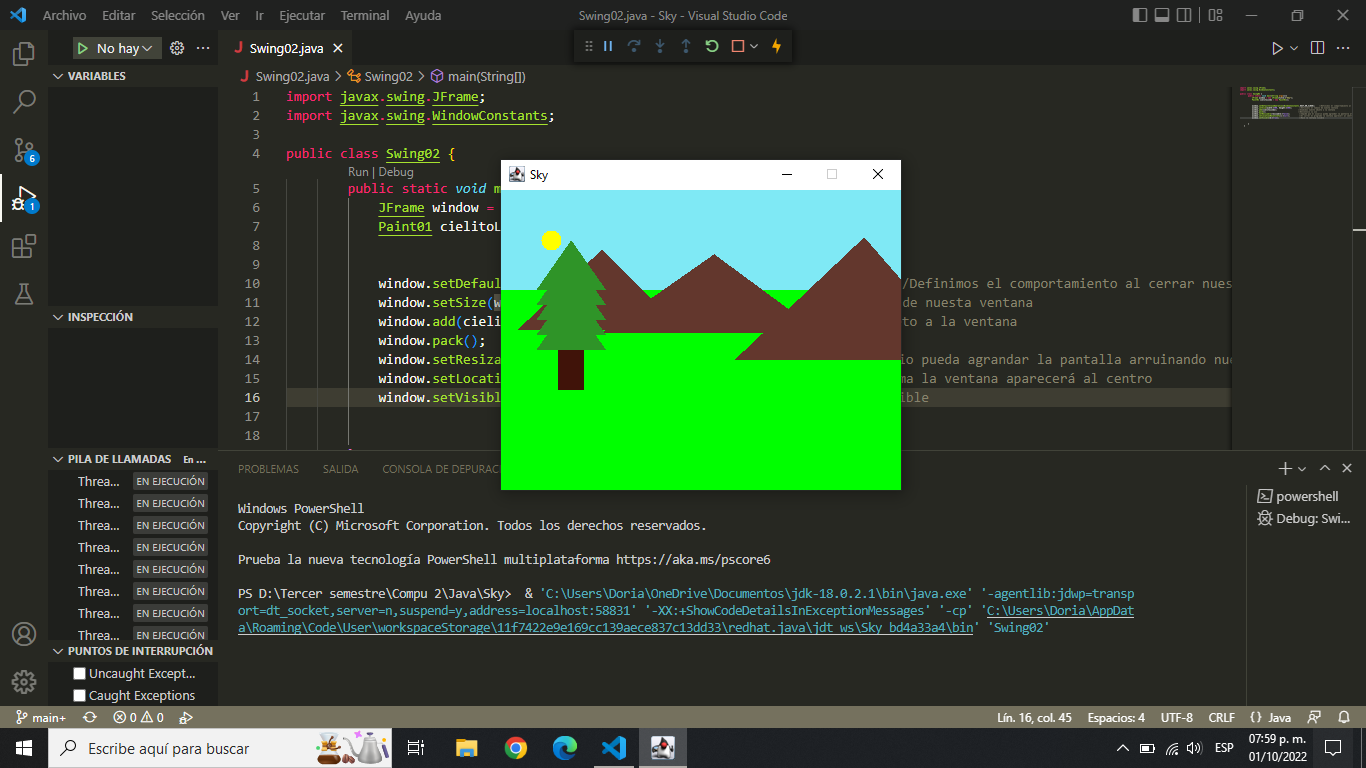 Archivo Editar Selección Ver Ir Ejecutar Terminal Ayuda
Swing02.java - Sky - Visual Studio Code
No hay
Swing02.java
VARIABLES
Swing02.java > Swing02 > main(String[])
1 import javax.swing.JFrame;
2 import javax.swing.WindowConstants;
3
4 public class Swing02 {
Run | Debug
5 public static void m
6 JFrame window =
7 Paint01 cielitoL
8
9
10 window.setDefaul /Definimos el comportamiento al cerrar nues
11 window.setSize(w de nuesta ventana
12 window.add(cieli to a la ventana
13 window.pack();
14 window.setResiza io pueda agrandar la pantalla arruinando nu
15 window.setLocati ma la ventana aparecerá al centro
16 window.setVisibl ible
17
18
Sky
INSPECCIÓN
PILA DE LLAMADAS En ...
Threa... EN EJECUCIÓN
Threa... EN EJECUCIÓN
Threa... EN EJECUCIÓN
Threa... EN EJECUCIÓN
Threa... EN EJECUCIÓN
Threa... EN EJECUCIÓN
Threa... EN EJECUCIÓN
Threa... EN EJECUCIÓN
PUNTOS DE INTERRUPCIÓN
Uncaught Except...
Caught Exceptions
6
1
PROBLEMAS SALIDA CONSOLA DE DEPURAC
powershell
Debug: Swi...
Windows PowerShell
Copyright (C) Microsoft Corporation. Todos los derechos reservados.
Prueba la nueva tecnología PowerShell multiplataforma https://aka.ms/pscore6
PS D:\Tercer semestre\Compu 2\Java\Sky> & 'C:\Users\Doria\OneDrive\Documentos\jdk-18.0.2.1\bin\java.exe' '-agentlib:jdwp=transp
ort=dt_socket,server=n,suspend=y,address=localhost:58831' '-XX:+ShowCodeDetailsInExceptionMessages' '-cp' 'C:\Users\Doria\AppDat
a\Roaming\Code\User\workspaceStorage\11f7422e9e169cc139aece837c13dd33\redhat.java\jdt_ws\Sky_bd4a33a4\bin' 'Swing02'
main+ 0 0
Lín. 16, col. 45 Espacios: 4 UTF-8 CRLF {} Java
Escribe aquí para buscar
ESP
07:59 p. m.
01/10/2022